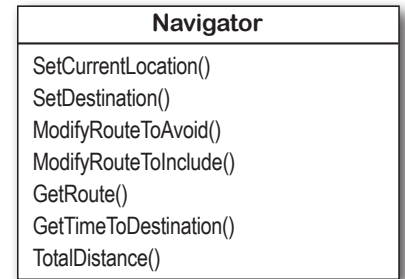 Navigator
SetCurrentLocation()
SetDestination()
ModifyRouteToAvoid()
ModifyRouteToInclude()
GetRoute()
GetTimeToDestination()
TotalDistance()